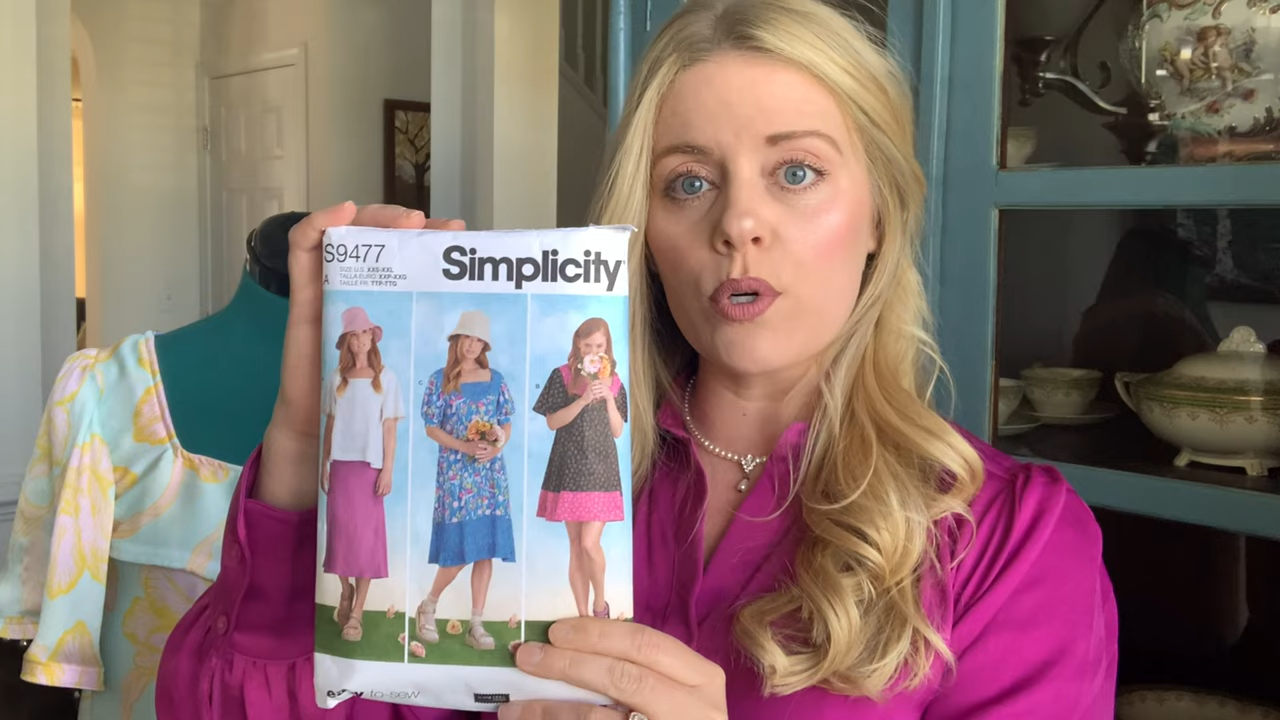 S9477
Simplicity
A
SIZE U.S. XXS-XXL
TALLA EURO: XXP-XXG
TAILLE FR: TTP-TTG
C
B
easy to-sew